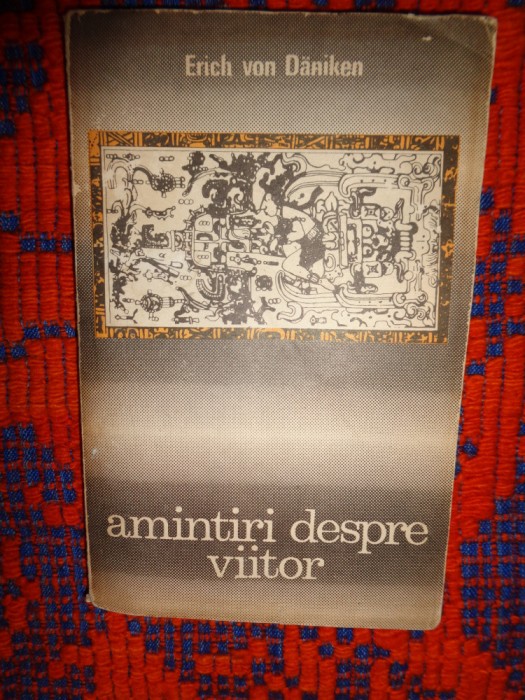 Erich von Däniken
amintiri despre
viitor